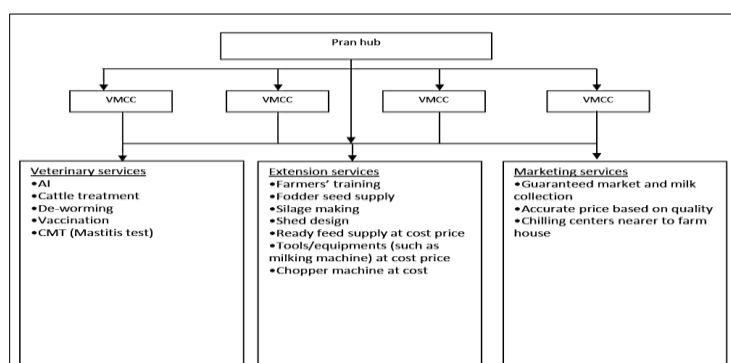 Pran hub
VMCC
VMCC
VMCC
VMCC
Veterinary services
•AI
•Cattle treatment
•De-worming
•Vaccination
•CMT (Mastitis test)
Extension services
•Farmers' training
•Fodder seed supply
•Silage making
•Shed design
•Ready feed supply at cost price
•Tools/equipments (such as
milking machine) at cost price
•Chopper machine at cost
Marketing services
•Guaranteed market and milk
collection
•Accurate price based on quality
•Chilling centers nearer to farm
house